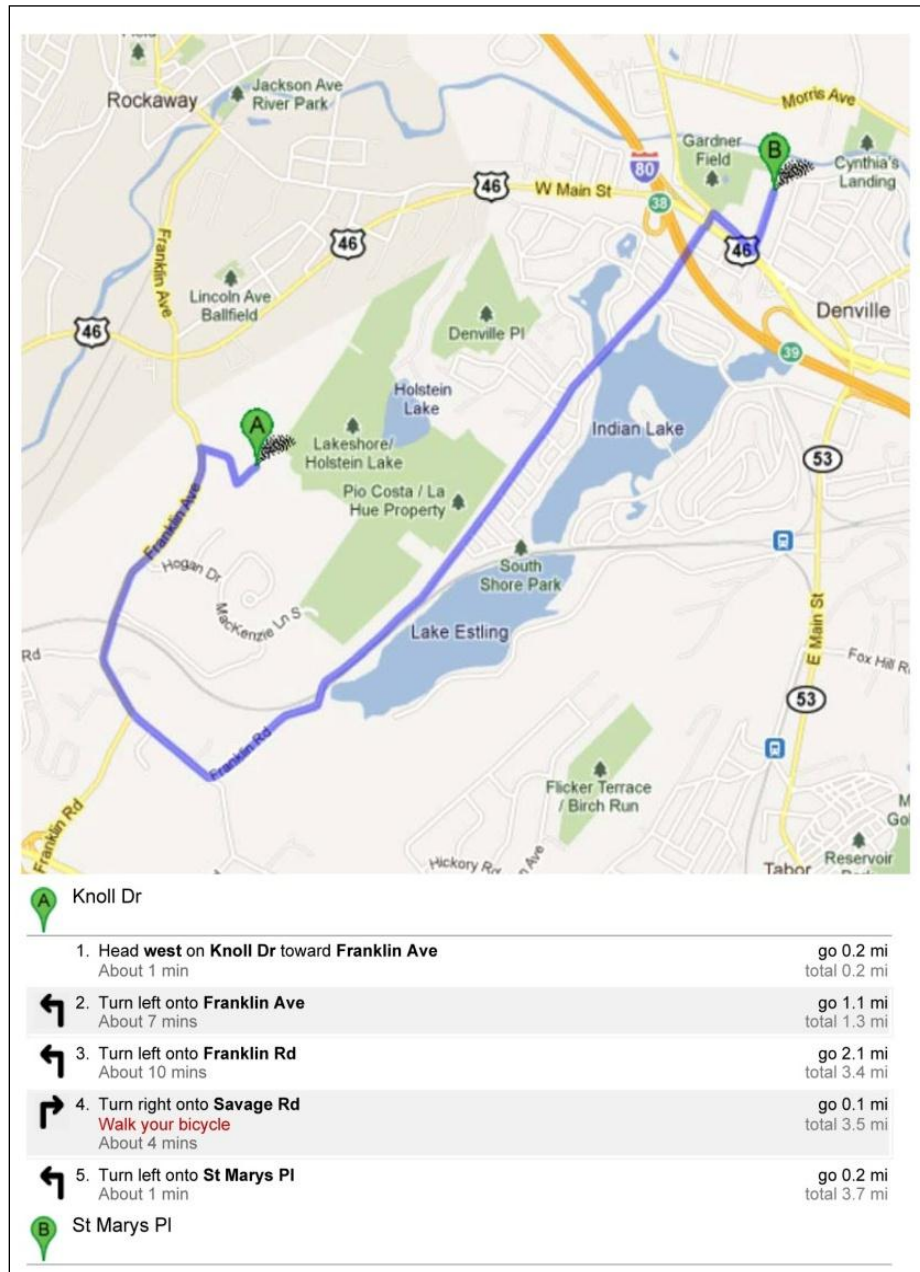 Field
Rockaway
Jackson Ave
River Park
Morris Ave
Gardner
Field
B
Cynthia's
Landing
80
46
W Main St
38
46
46
Franklin Ave
Lincoln Ave
Ballfield
46
Denville Pl
Denville
39
Holstein
Lake
A
Lakeshore/
Holstein Lake
Indian Lake
53
Pio Costa / La
Hue Property
Franklin Ave
Hogan Dr
South
Shore Park
MacKenzie Ln S
Lake Estling
E Main St
Rd
Fox Hill R
53
Franklin Rd
Flicker Terrace
/ Birch Run
Franklin Rd
Hickory Rd
Ave
Tabor
Reservoir
A
Knoll Dr
1. Head west on Knoll Dr toward Franklin Ave
go 0.2 mi
About 1 min
total 0.2 mi
2. Turn left onto Franklin Ave
go 1.1 mi
About 7 mins
total 1.3 mi
3. Turn left onto Franklin Rd
go 2.1 mi
About 10 mins
total 3.4 mi
4. Turn right onto Savage Rd
go 0.1 mi
Walk your bicycle
total 3.5 mi
About 4 mins
5. Turn left onto St Marys Pl
go 0.2 mi
About 1 min
total 3.7 mi
B
St Marys Pl